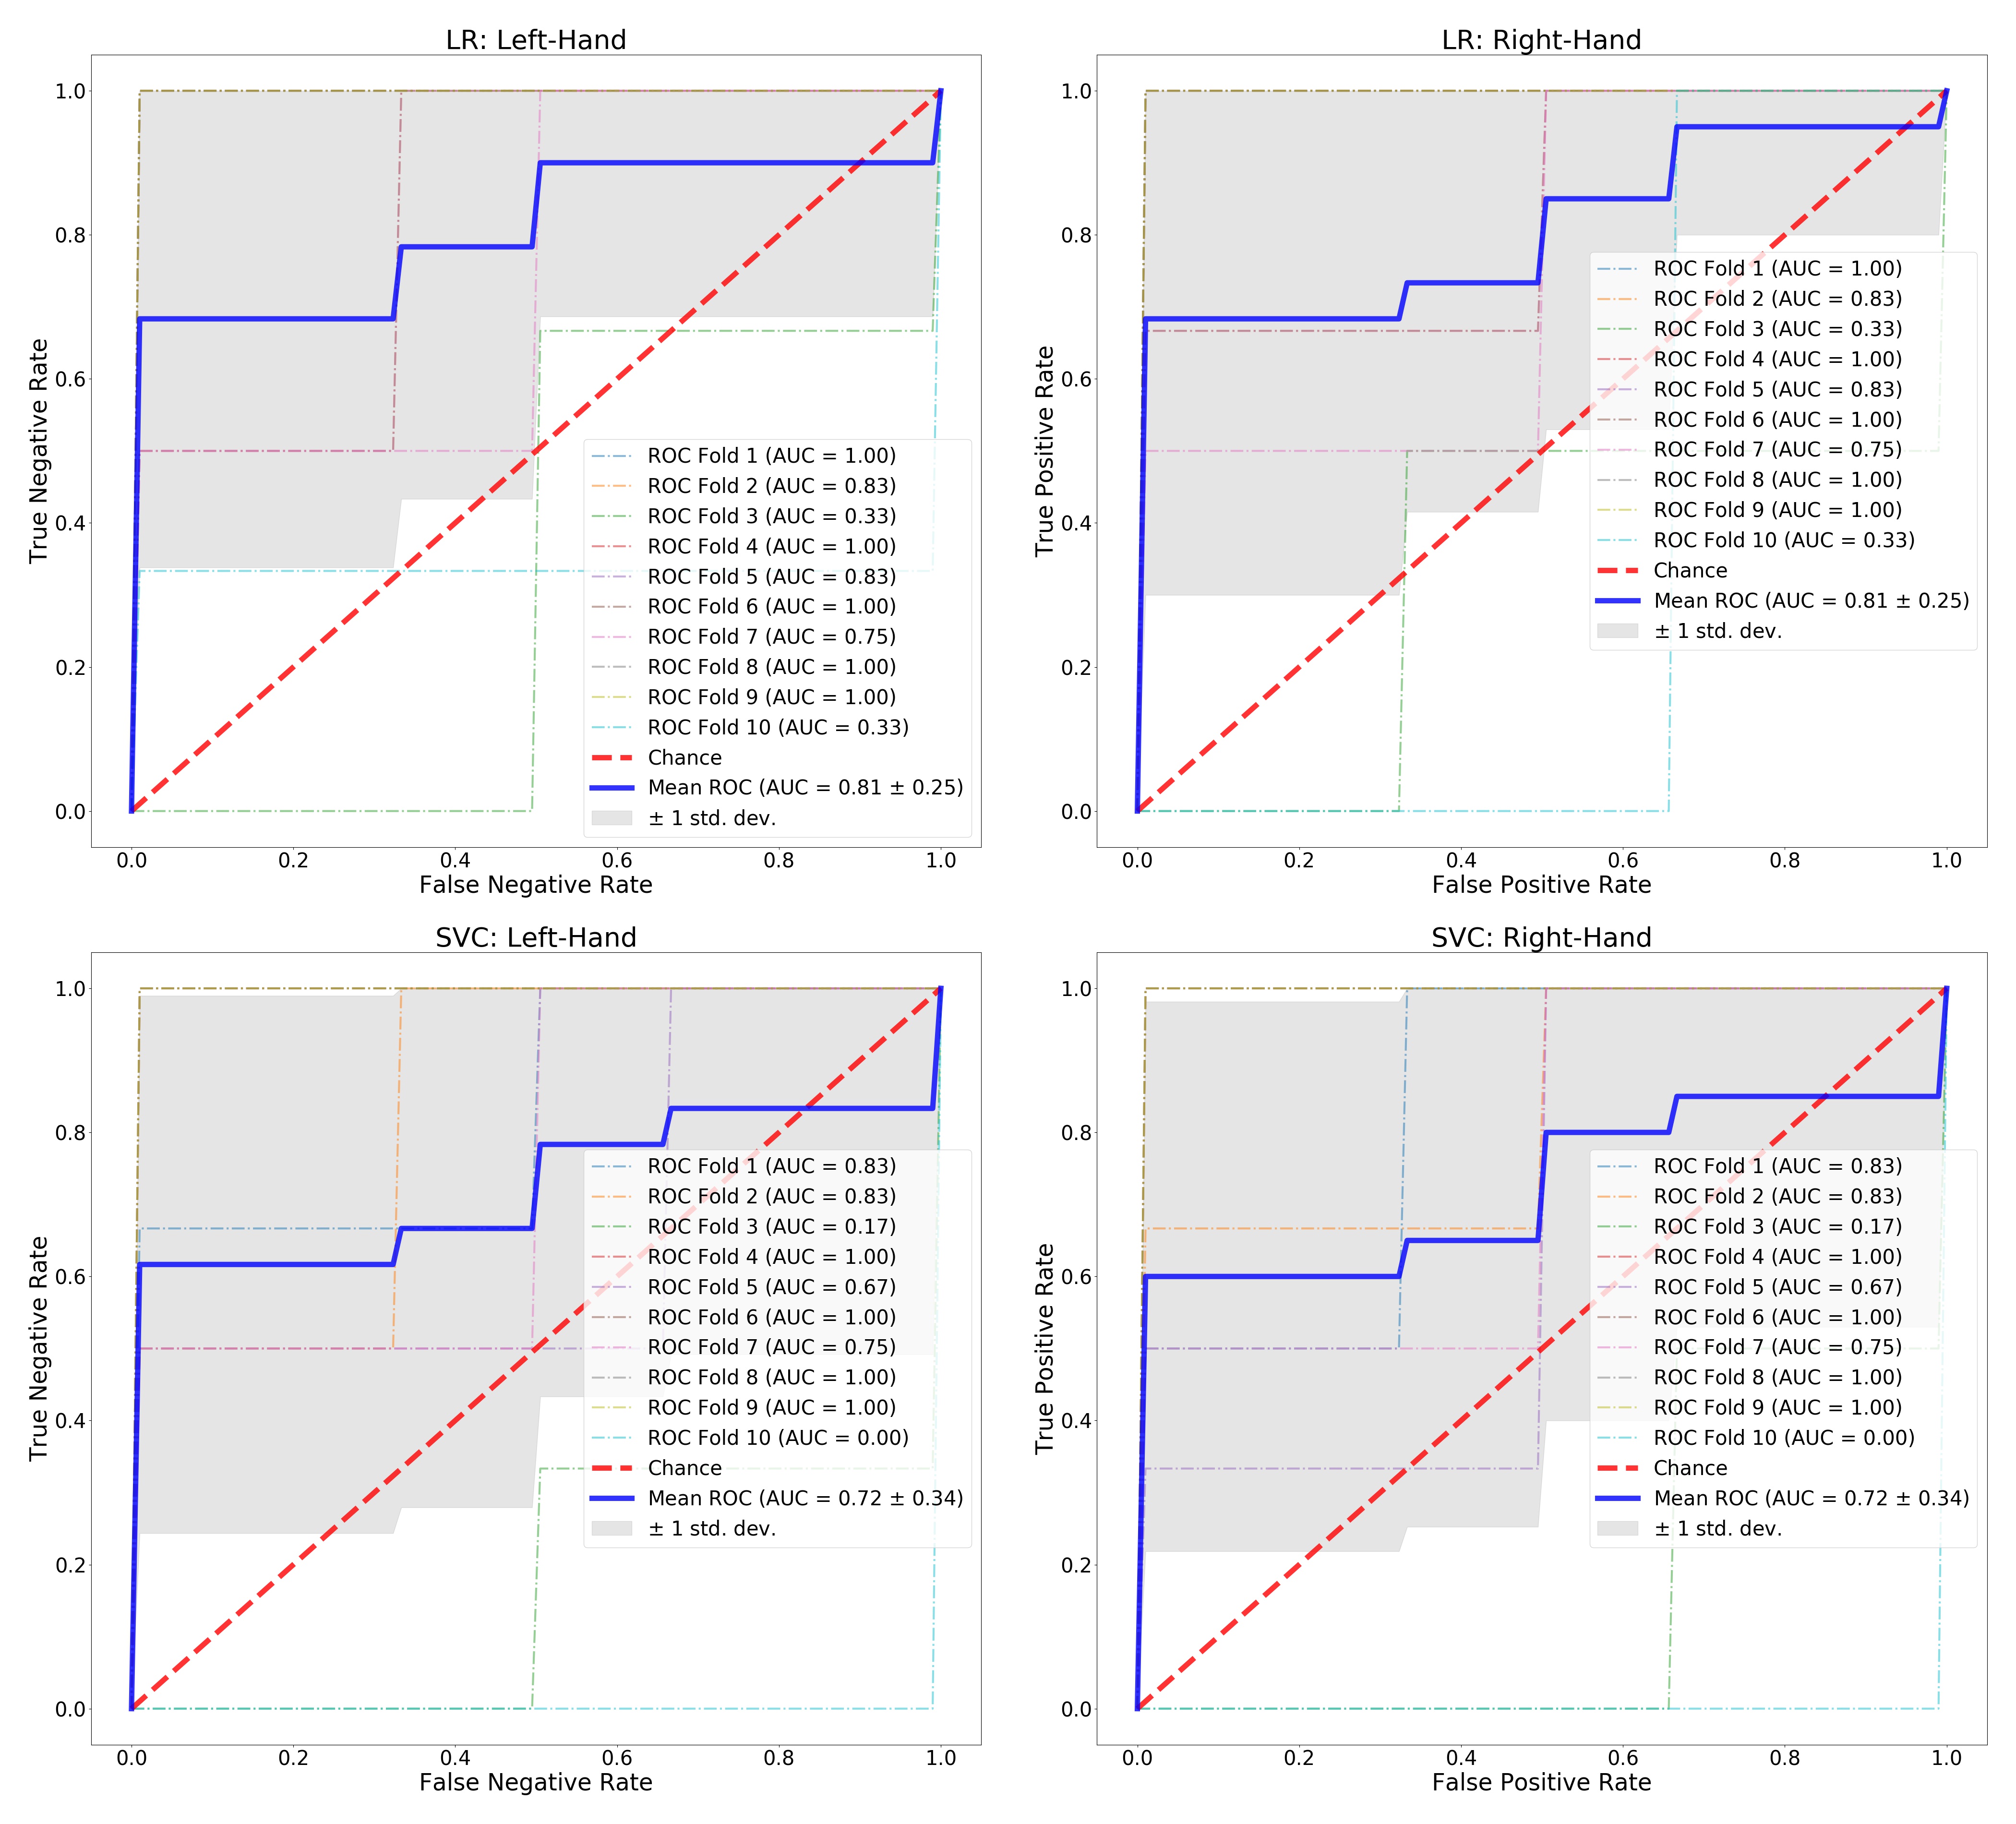 LR: Left-Hand
True Negative Rate
1.0
0.8
0.6
0.4
0.2
0.0
ROC Fold 1 (AUC = 1.00)
ROC Fold 2 (AUC = 0.83)
ROC Fold 3 (AUC = 0.33)
ROC Fold 4 (AUC = 1.00)
ROC Fold 5 (AUC = 0.83)
ROC Fold 6 (AUC = 1.00)
ROC Fold 7 (AUC = 0.75)
ROC Fold 8 (AUC = 1.00)
ROC Fold 9 (AUC = 1.00)
ROC Fold 10 (AUC = 0.33)
Chance
Mean ROC (AUC = 0.81 ± 0.25)
± 1 std. dev.
0.0 0.2 0.4 0.6 0.8 1.0
False Negative Rate
LR: Right-Hand
True Positive Rate
1.0
0.8
0.6
0.4
0.2
0.0
ROC Fold 1 (AUC = 1.00)
ROC Fold 2 (AUC = 0.83)
ROC Fold 3 (AUC = 0.33)
ROC Fold 4 (AUC = 1.00)
ROC Fold 5 (AUC = 0.83)
ROC Fold 6 (AUC = 1.00)
ROC Fold 7 (AUC = 0.75)
ROC Fold 8 (AUC = 1.00)
ROC Fold 9 (AUC = 1.00)
ROC Fold 10 (AUC = 0.33)
Chance
Mean ROC (AUC = 0.81 ± 0.25)
± 1 std. dev.
0.0 0.2 0.4 0.6 0.8 1.0
False Positive Rate
SVC: Left-Hand
True Negative Rate
1.0
0.8
0.6
0.4
0.2
0.0
ROC Fold 1 (AUC = 0.83)
ROC Fold 2 (AUC = 0.83)
ROC Fold 3 (AUC = 0.17)
ROC Fold 4 (AUC = 1.00)
ROC Fold 5 (AUC = 0.67)
ROC Fold 6 (AUC = 1.00)
ROC Fold 7 (AUC = 0.75)
ROC Fold 8 (AUC = 1.00)
ROC Fold 9 (AUC = 1.00)
ROC Fold 10 (AUC = 0.00)
Chance
Mean ROC (AUC = 0.72 ± 0.34)
± 1 std. dev.
0.0 0.2 0.4 0.6 0.8 1.0
False Negative Rate
SVC: Right-Hand
True Positive Rate
1.0
0.8
0.6
0.4
0.2
0.0
ROC Fold 1 (AUC = 0.83)
ROC Fold 2 (AUC = 0.83)
ROC Fold 3 (AUC = 0.17)
ROC Fold 4 (AUC = 1.00)
ROC Fold 5 (AUC = 0.67)
ROC Fold 6 (AUC = 1.00)
ROC Fold 7 (AUC = 0.75)
ROC Fold 8 (AUC = 1.00)
ROC Fold 9 (AUC = 1.00)
ROC Fold 10 (AUC = 0.00)
Chance
Mean ROC (AUC = 0.72 ± 0.34)
± 1 std. dev.
0.0 0.2 0.4 0.6 0.8 1.0
False Positive Rate